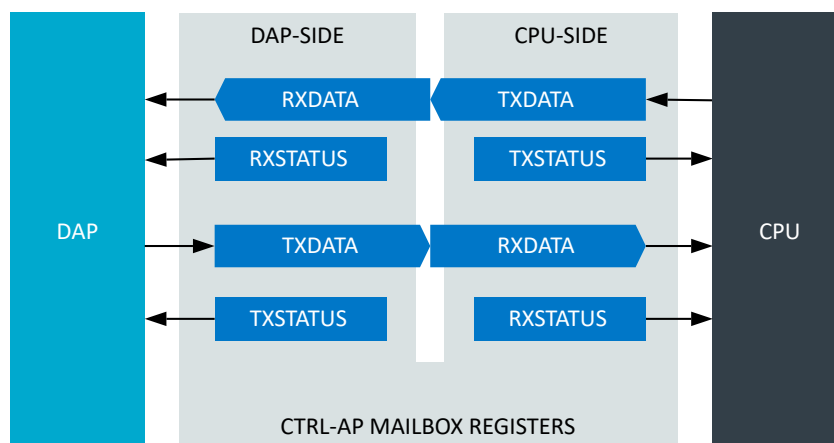 DAP-SIDE CPU-SIDE
RXDATA TXDATA
RXSTATUS TXSTATUS
DAP CPU
TXDATA RXDATA
TXSTATUS RXSTATUS
CTRL-AP MAILBOX REGISTERS